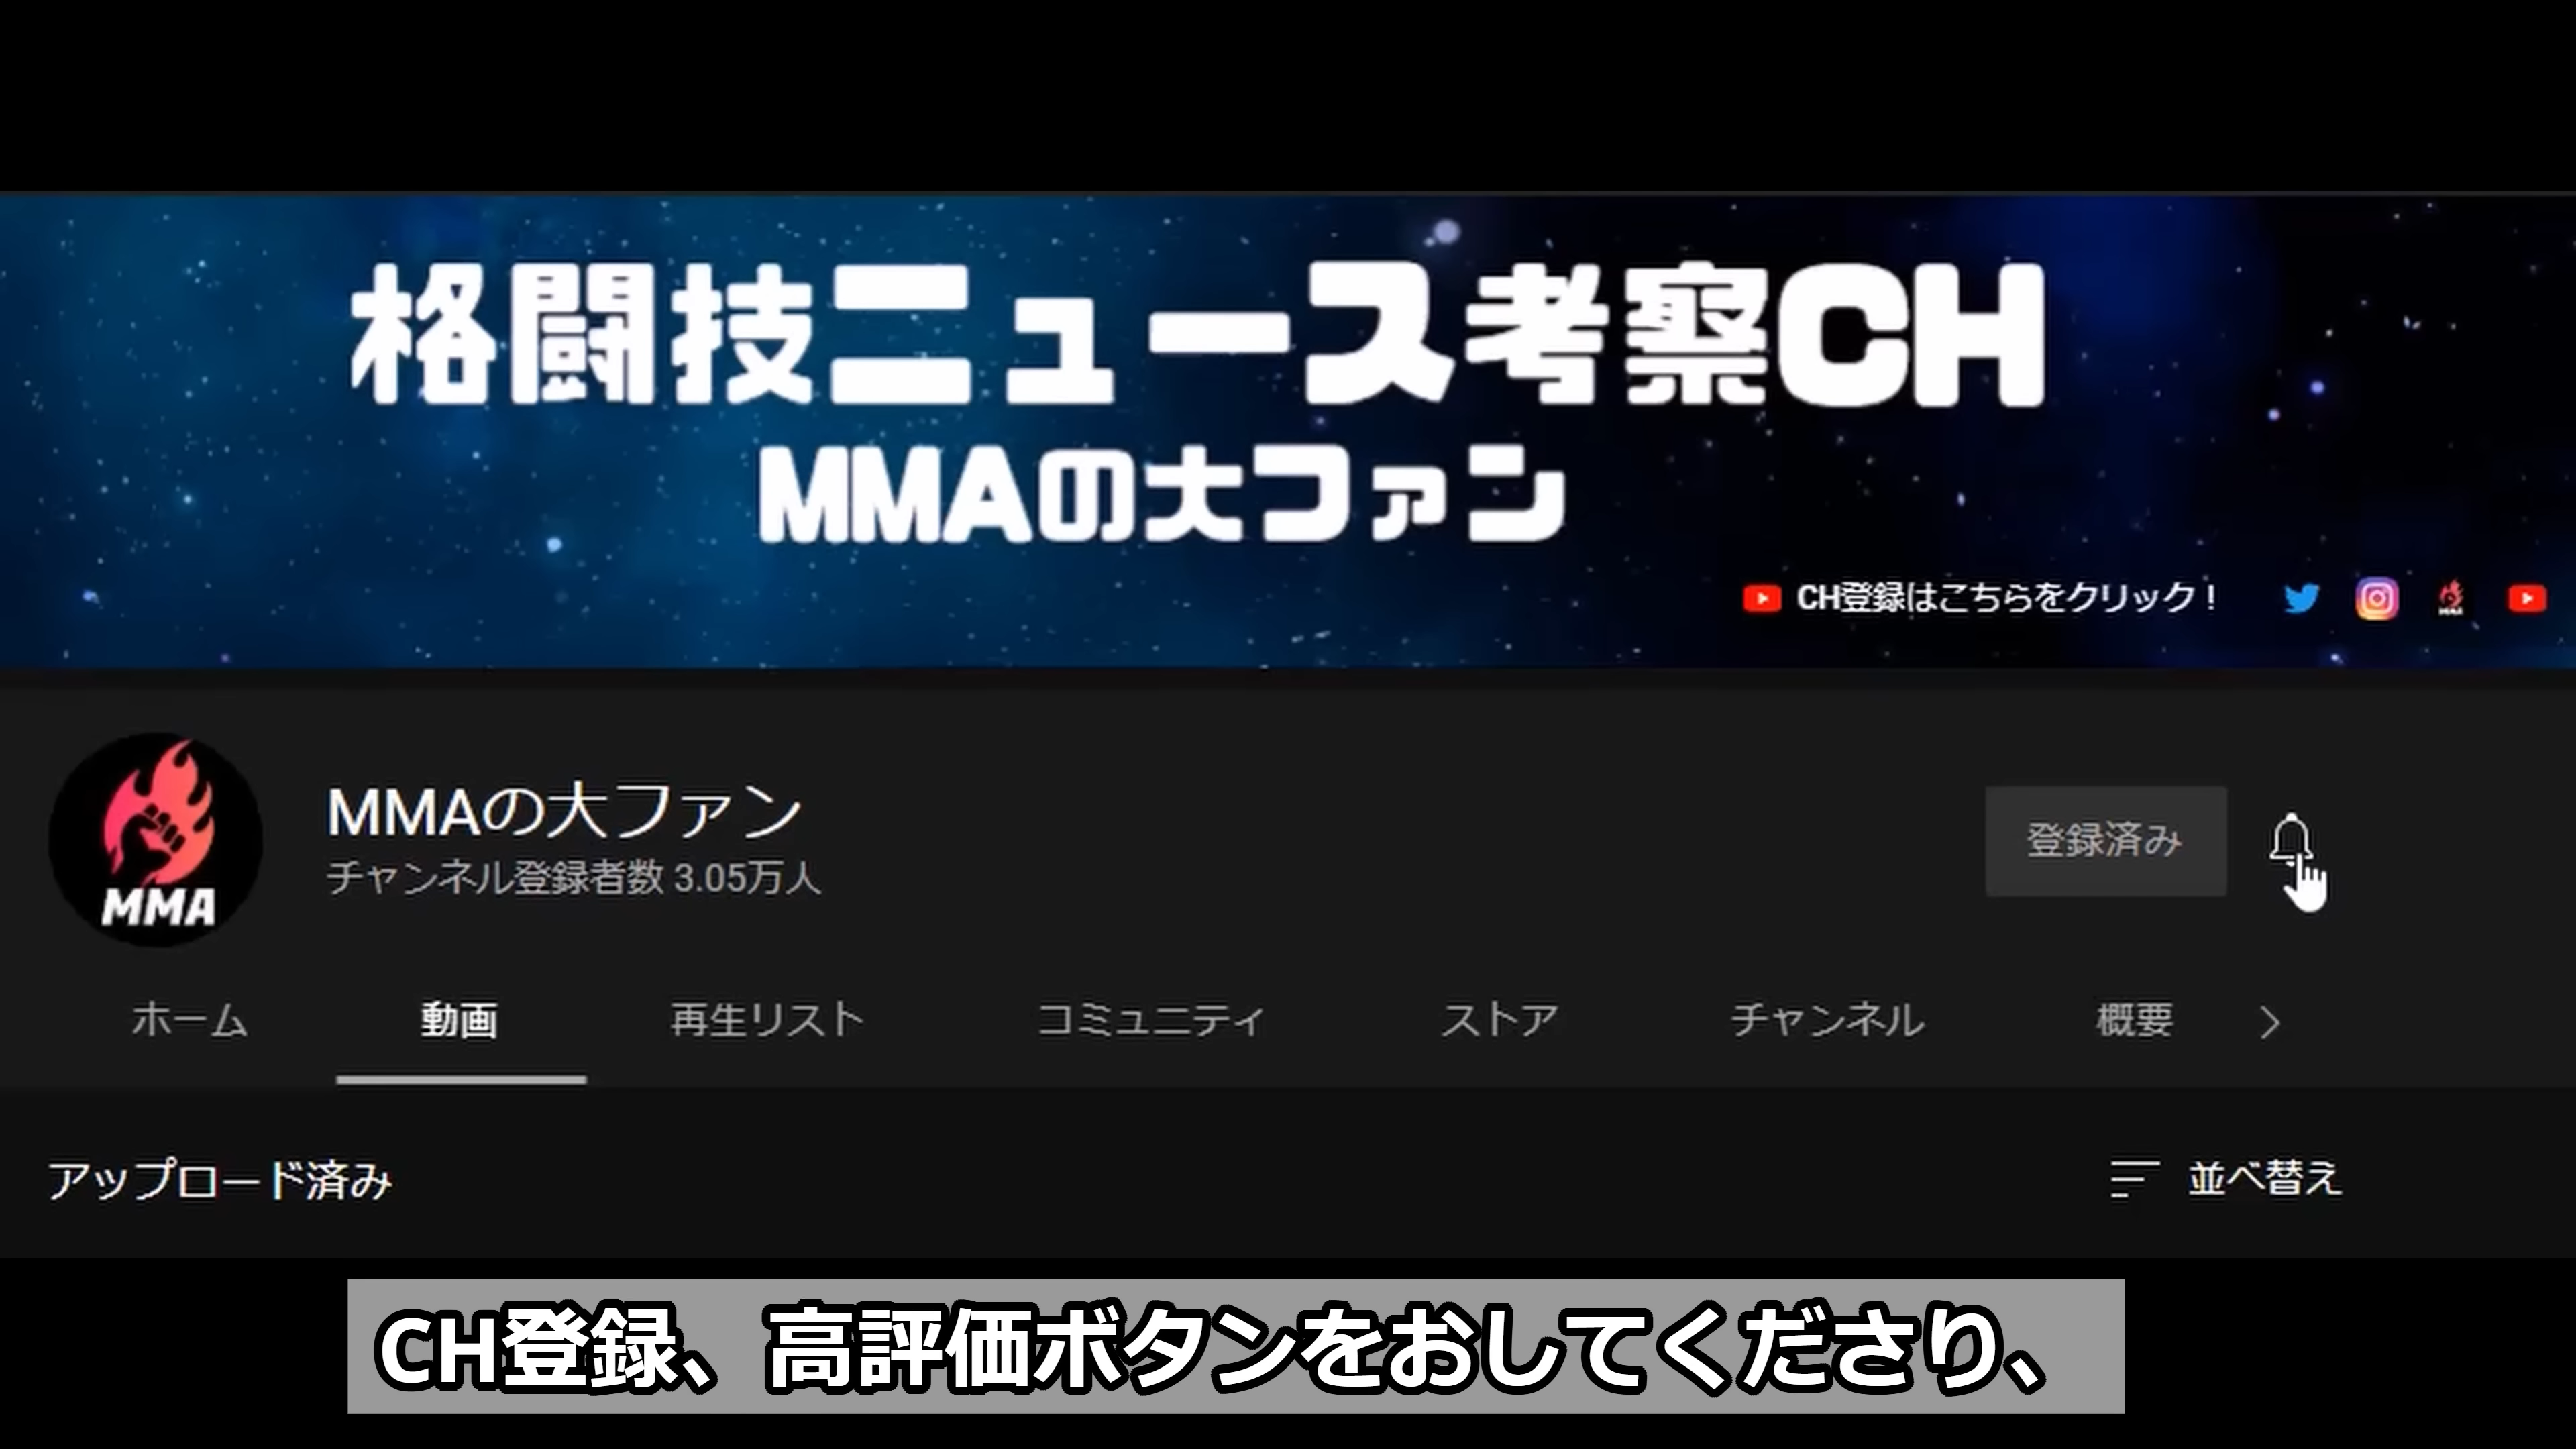 格闘技ニュース考察CH
MMAの大ファン
CH登録はこちらをクリック！
MMAの大ファン
チャンネル登録者数 3.05万人
MMA
登録済み
ホーム 動画 再生リスト コミュニティ ストア チャンネル 概要
アップロード済み
並べ替え
CH登録、高評価ボタンをおしてくださり、